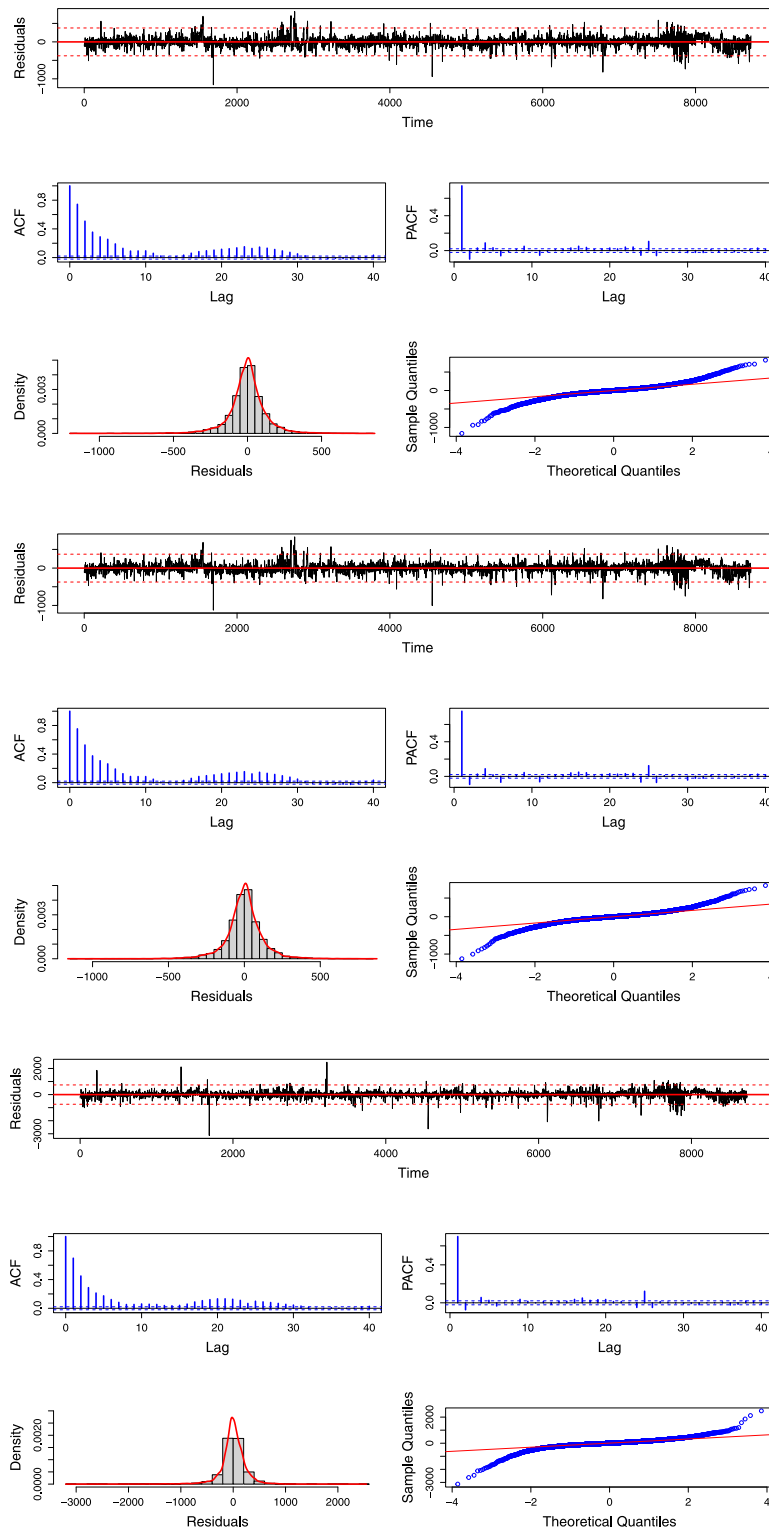 Residuals
−1000 0
0 2000 4000 6000 8000
Time
ACF
0.0 0.4 0.8
0 10 20 30 40
Lag
PACF
0.0 0.4
0 10 20 30 40
Lag
Density
0.000 0.003
−1000 −500 0 500
Residuals
Sample Quantiles
−1000 0
−4 −2 0 2 4
Theoretical Quantiles
Residuals
−1000 0
0 2000 4000 6000 8000
Time
ACF
0.0 0.4 0.8
0 10 20 30 40
Lag
PACF
0.0 0.4
0 10 20 30 40
Lag
Density
0.000 0.003
−1000 −500 0 500
Residuals
Sample Quantiles
−1000 0
−4 −2 0 2 4
Theoretical Quantiles
Residuals
−3000 0 2000
0 2000 4000 6000 8000
Time
ACF
0.0 0.4 0.8
0 10 20 30 40
Lag
PACF
0.0 0.4
0 10 20 30 40
Lag
Density
0.0000 0.0020
−3000 −2000 −1000 0 1000 2000
Residuals
Sample Quantiles
−3000 0 2000
−4 −2 0 2 4
Theoretical Quantiles